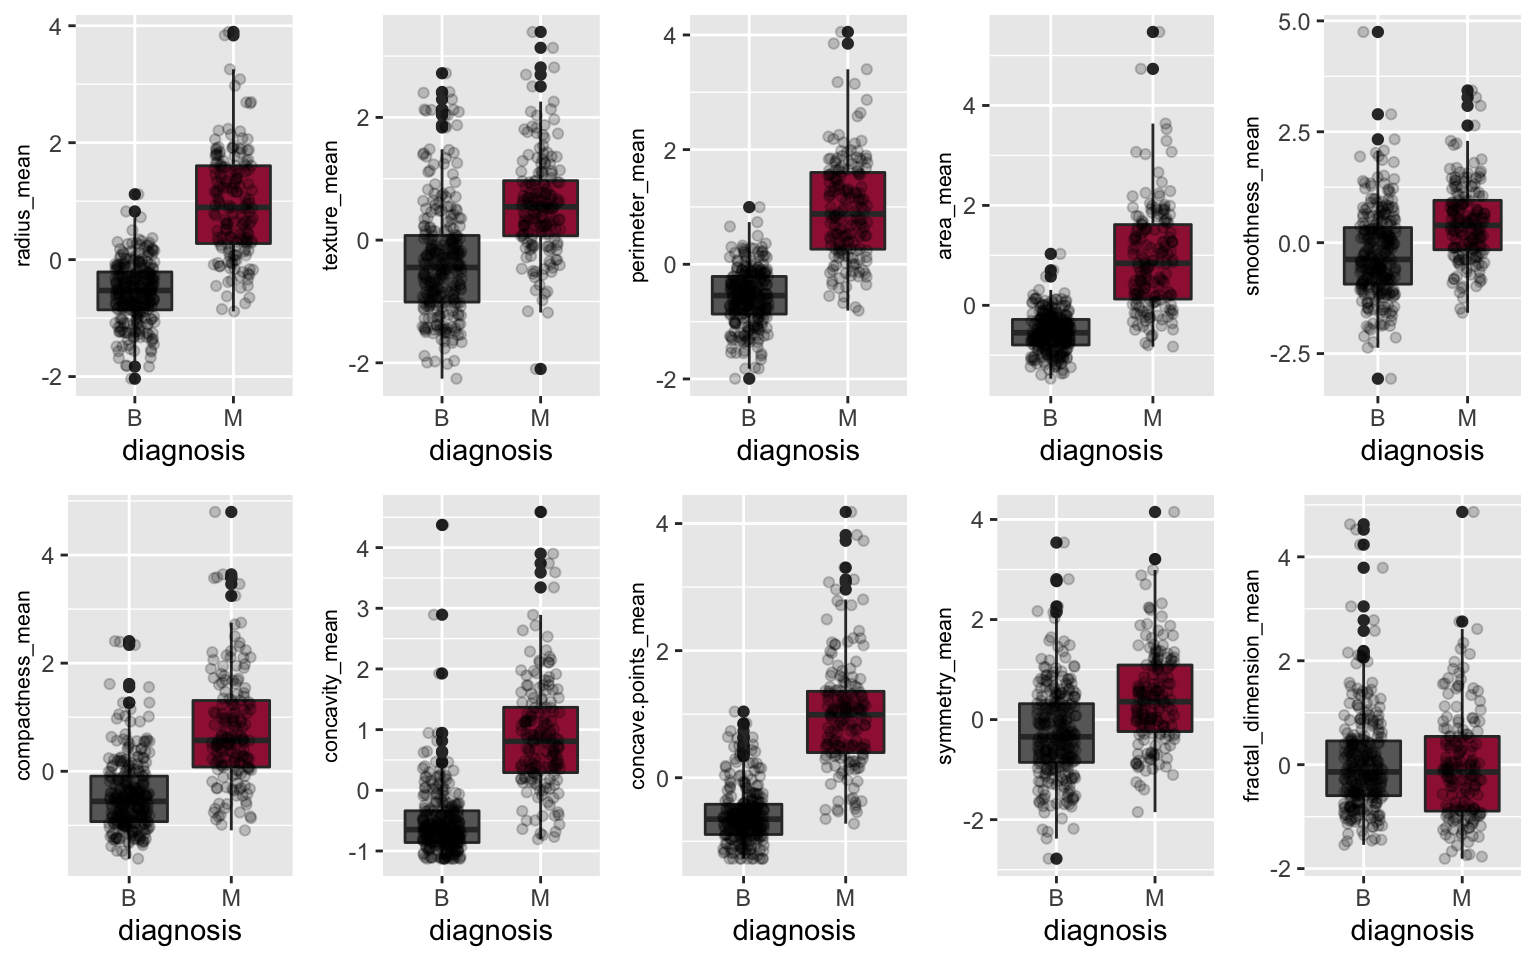 radius_mean
4
2
0
-2
B M
diagnosis
texture_mean
2
0
-2
B M
diagnosis
perimeter_mean
4
2
0
-2
B M
diagnosis
area_mean
4
2
0
B M
diagnosis
smoothness_mean
5.0
2.5
0.0
-2.5
B M
diagnosis
compactness_mean
4
2
0
B M
diagnosis
concavity_mean
4
3
2
1
0
-1
B M
diagnosis
concave.points_mean
4
2
0
B M
diagnosis
symmetry_mean
4
2
0
-2
B M
diagnosis
fractal_dimension_mean
4
2
0
-2
B M
diagnosis